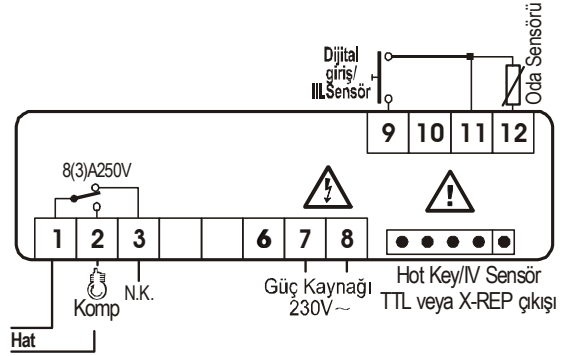 Dijital
giriş/
III.Sensör
Oda Sensörü
9 10 11 12
8(3)A250V
1 2 3 6 7 8
Komp
N.K.
Güç Kaynağı
230V~
Hot Key/IV Sensör
TTL veya X-REP çıkışı
Hat